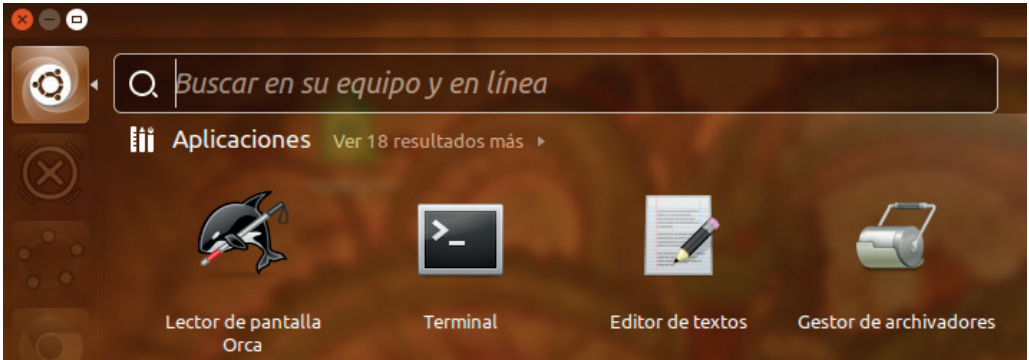 Buscar en su equipo y en línea
Aplicaciones Ver 18 resultados más
Lector de pantalla Orca
Terminal
Editor de textos
Gestor de archivadores